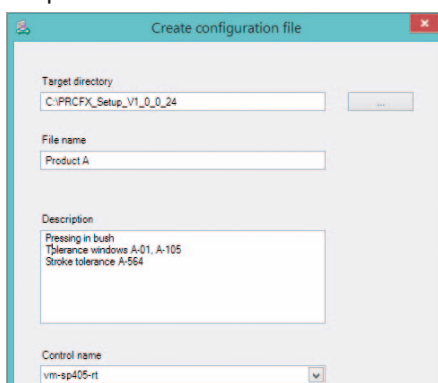 Create configuration file
Target directory
C:\PRCFX_Setup_V1_0_0_24
...
File name
Product A
Description
Pressing in bush
Tolerance windows A-01, A-105
Stroke tolerance A-564
Control name
vm-sp405-rt